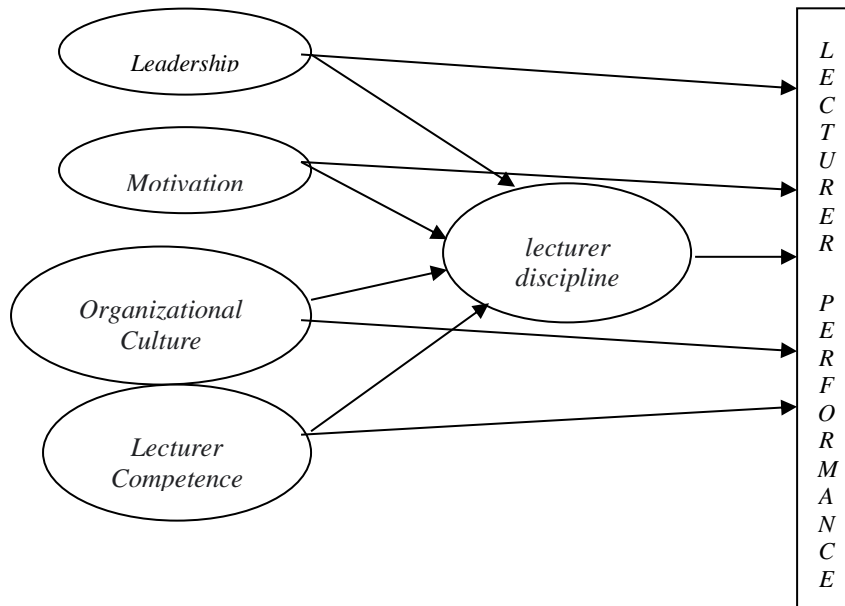 Leadership
Motivation
lecturer
discipline
Organizational
Culture
Lecturer
Competence
L
E
C
T
U
R
E
R
P
E
R
F
O
R
M
A
N
C
E